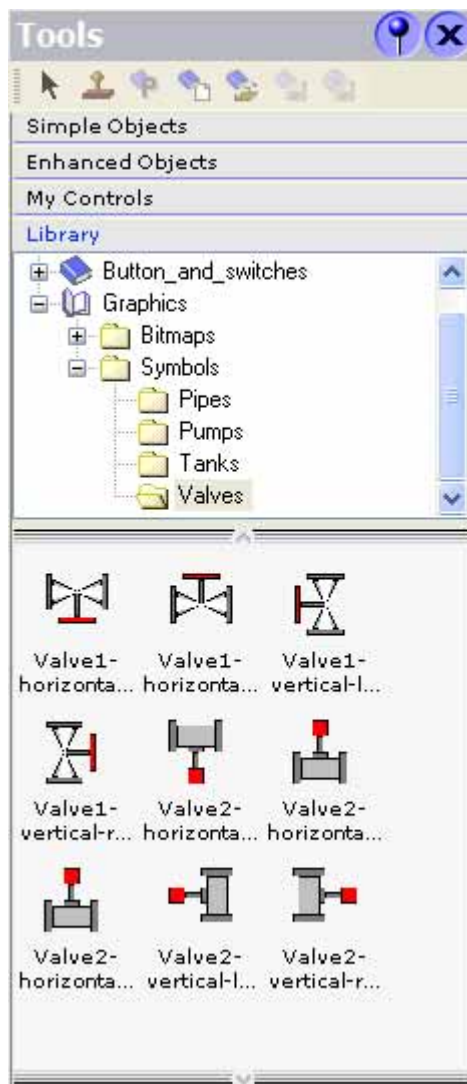 Tools
Simple Objects
Enhanced Objects
My Controls
Library
Button_and_switches
Graphics
Bitmaps
Symbols
Pipes
Pumps
Tanks
Valves
Valve1-
horizonta...
Valve1-
horizonta...
Valve1-
vertical-l...
Valve1-
vertical-r...
Valve2-
horizonta...
Valve2-
horizonta...
Valve2-
horizonta...
Valve2-
vertical-l...
Valve2-
vertical-r...